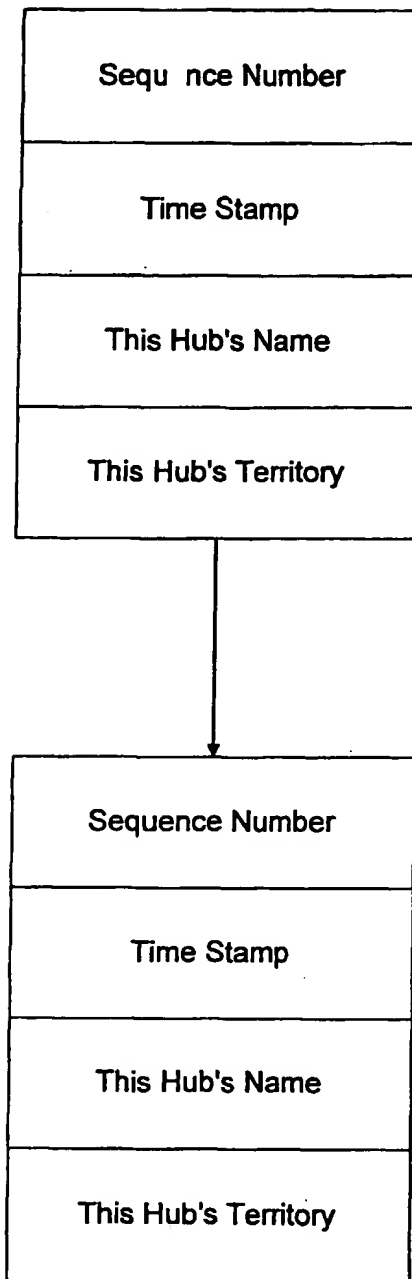 Sequ nce Number
Time Stamp
This Hub's Name
This Hub's Territory
Sequence Number
Time Stamp
This Hub's Name
This Hub's Territory